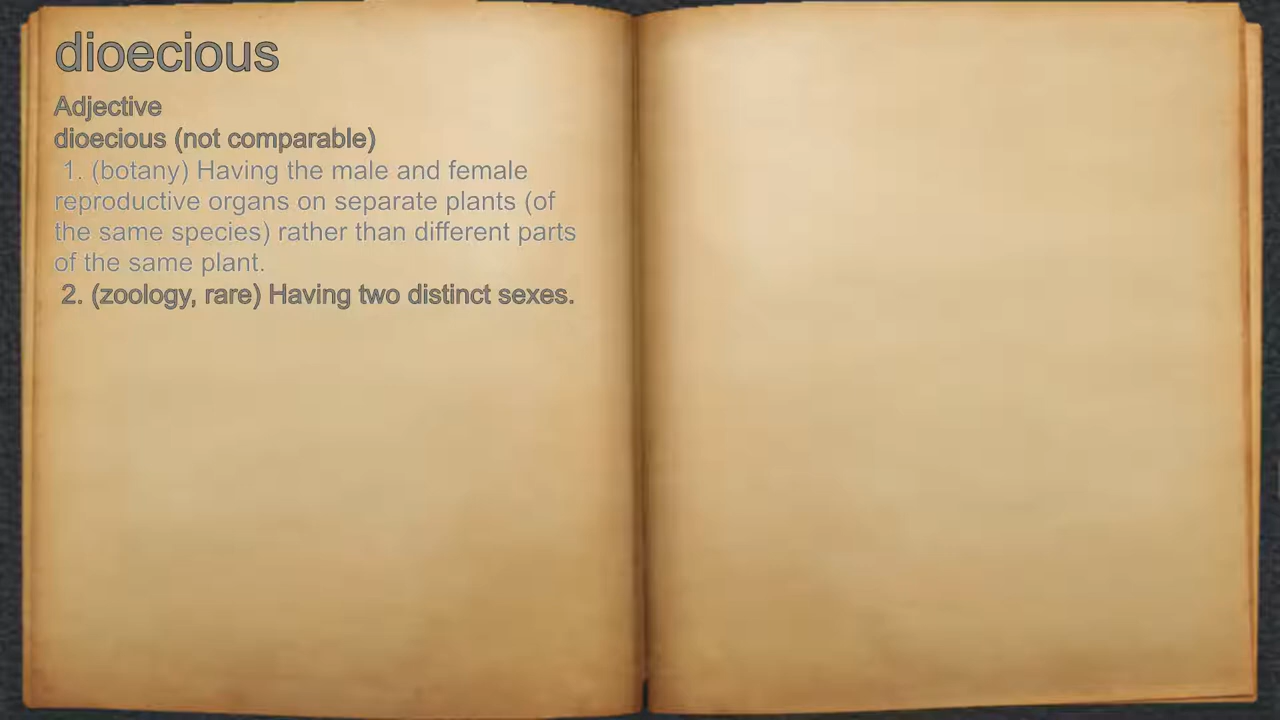 dioecious
Adjective
dioecious (not comparable)
1. (botany) Having the male and female
reproductive organs on separate plants (of
the same species) rather than different parts
of the same plant.
2. (zoology, rare) Having two distinct sexes.